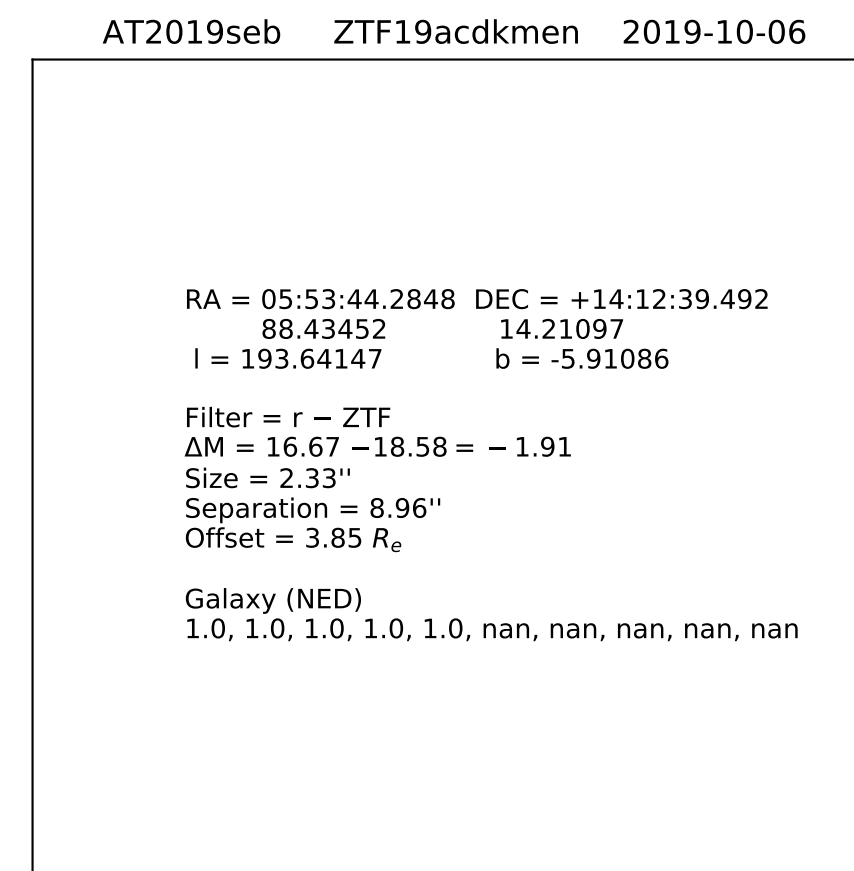 AT2019seb ZTF19acdkmen 2019-10-06
RA = 05:53:44.2848 DEC = +14:12:39.492
88.43452 14.21097
l = 193.64147 b = -5.91086
Filter = r − ZTF
ΔM = 16.67 −18.58 = − 1.91
Size = 2.33''
Separation = 8.96''
Offset = 3.85 Rₑ
Galaxy (NED)
1.0, 1.0, 1.0, 1.0, 1.0, nan, nan, nan, nan, nan